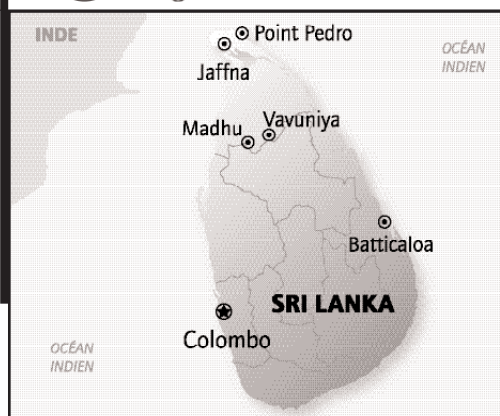 INDE
Point Pedro
OCÉAN
INDIEN
Jaffna
Madhu
Vavuniya
Batticaloa
SRI LANKA
Colombo
OCÉAN
INDIEN